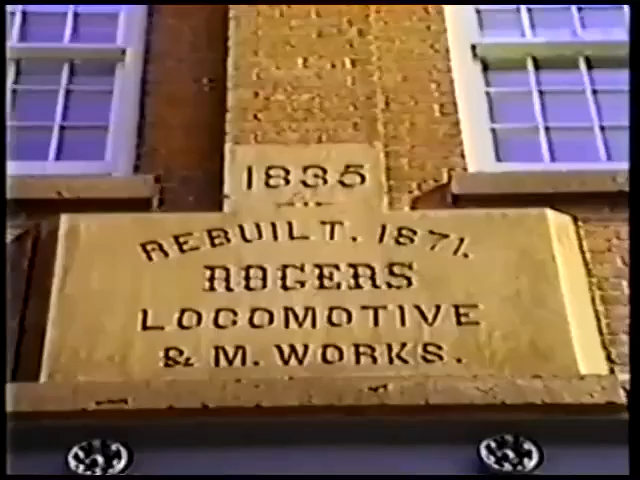 1835
REBUILT. 1871.
ROGERS
LOCOMOTIVE
& M. WORKS.